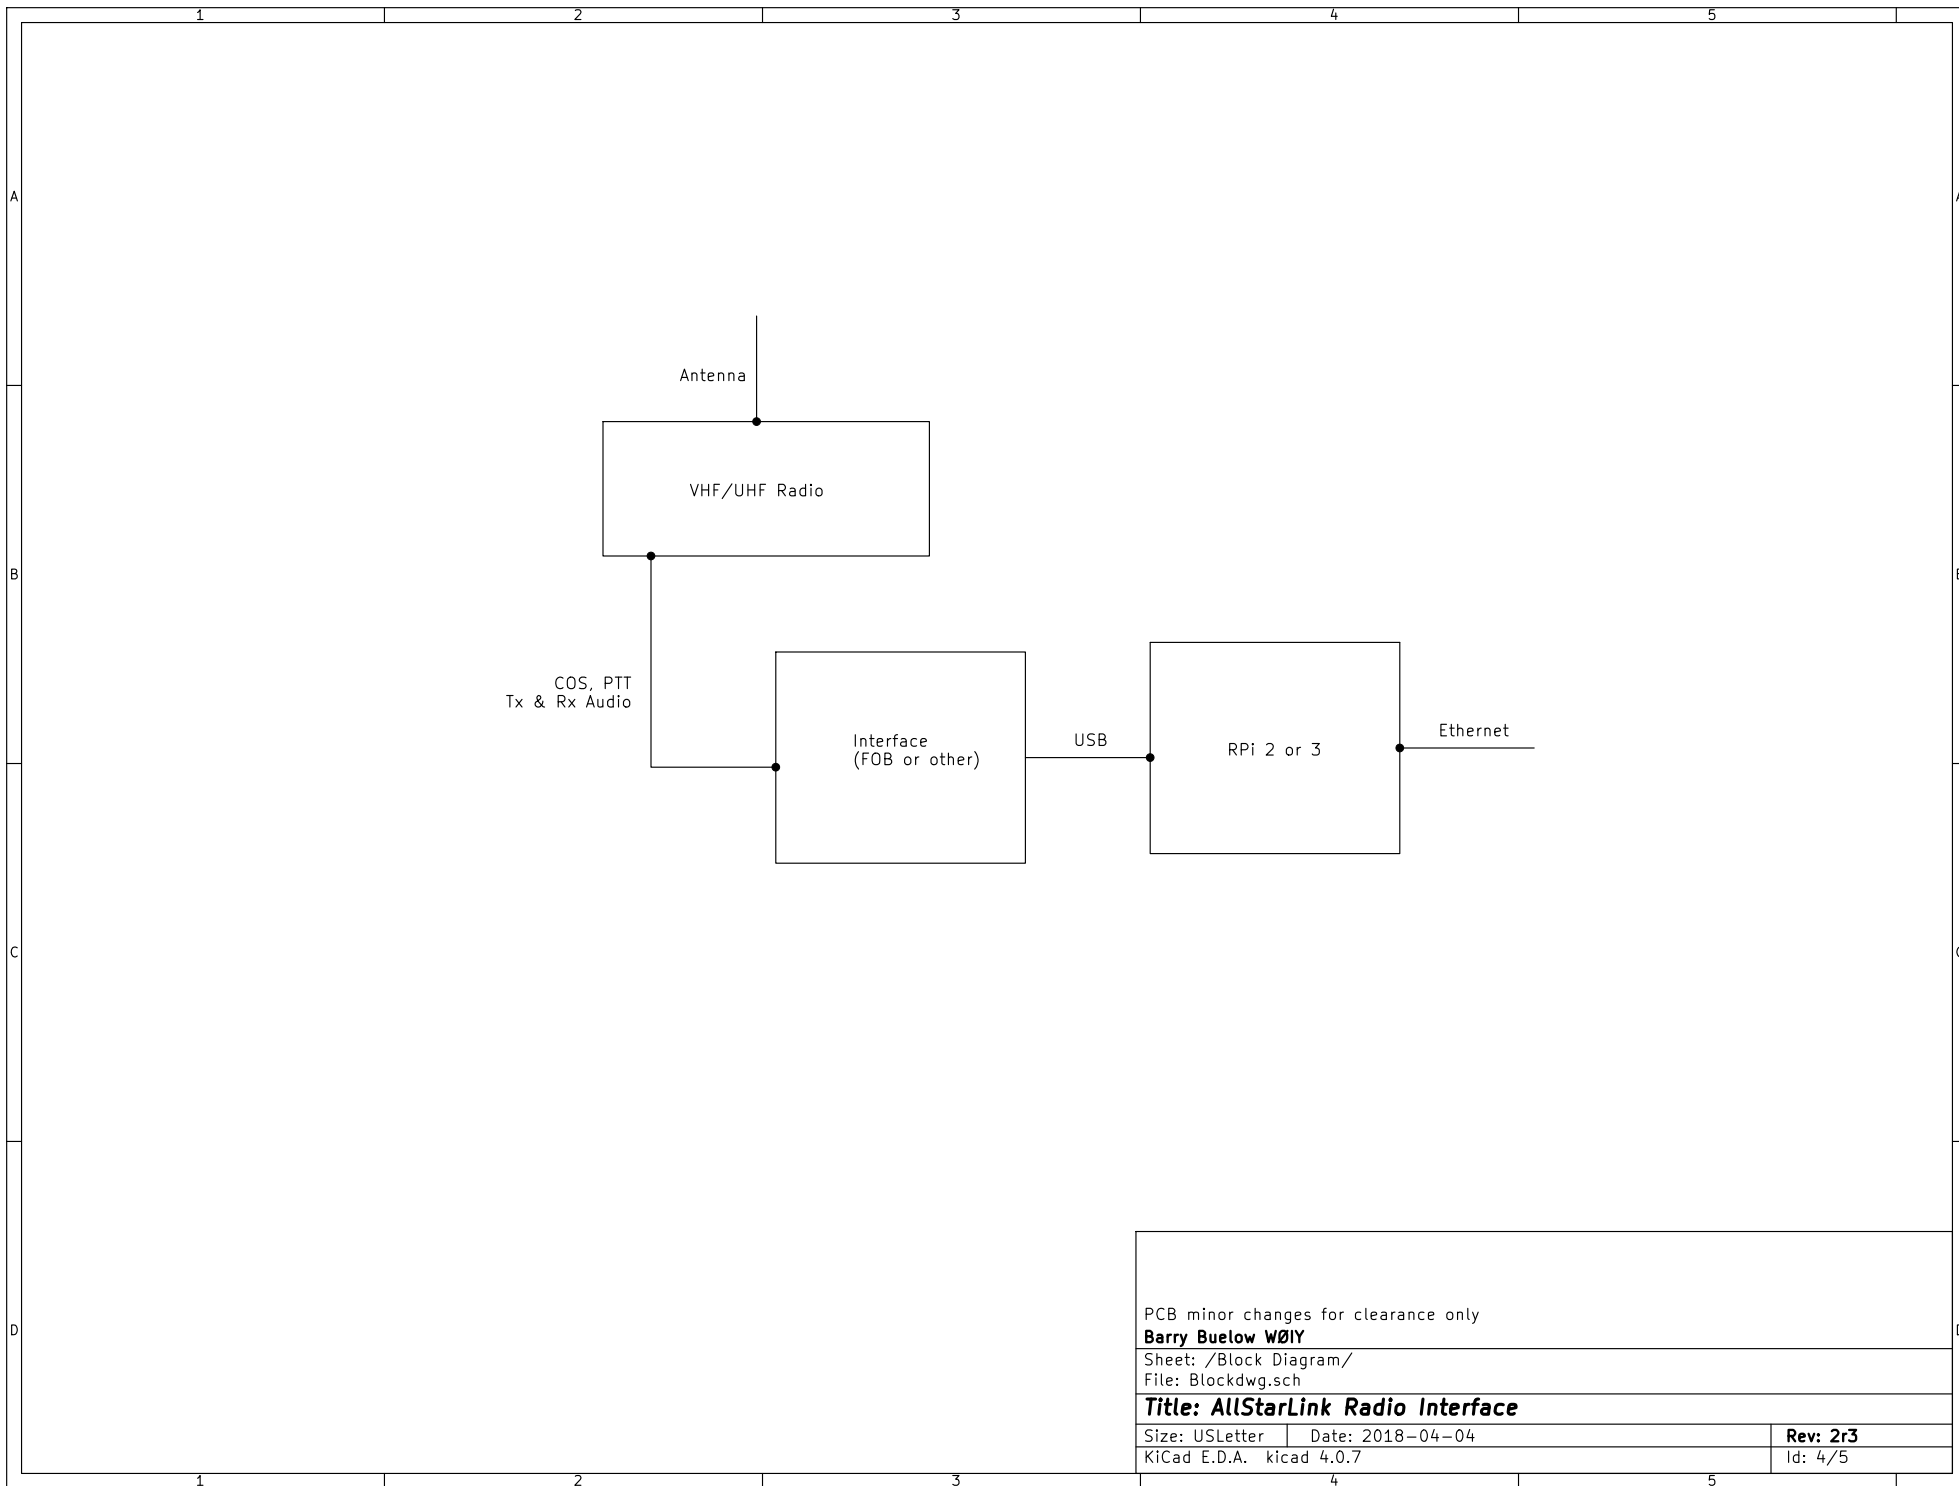 1 2 3 4 5
A A
Antenna
VHF/UHF Radio
B B
COS, PTT
Tx & Rx Audio
Interface
(FOB or other)
USB
RPi 2 or 3
Ethernet
C C
PCB minor changes for clearance only
D D
Barry Buelow WØIY
Sheet: /Block Diagram/
File: Blockdwg.sch
Title: AllStarLink Radio Interface
Size: USLetter Date: 2018-04-04 Rev: 2r3
KiCad E.D.A. kicad 4.0.7 Id: 4/5
1 2 3 4 5